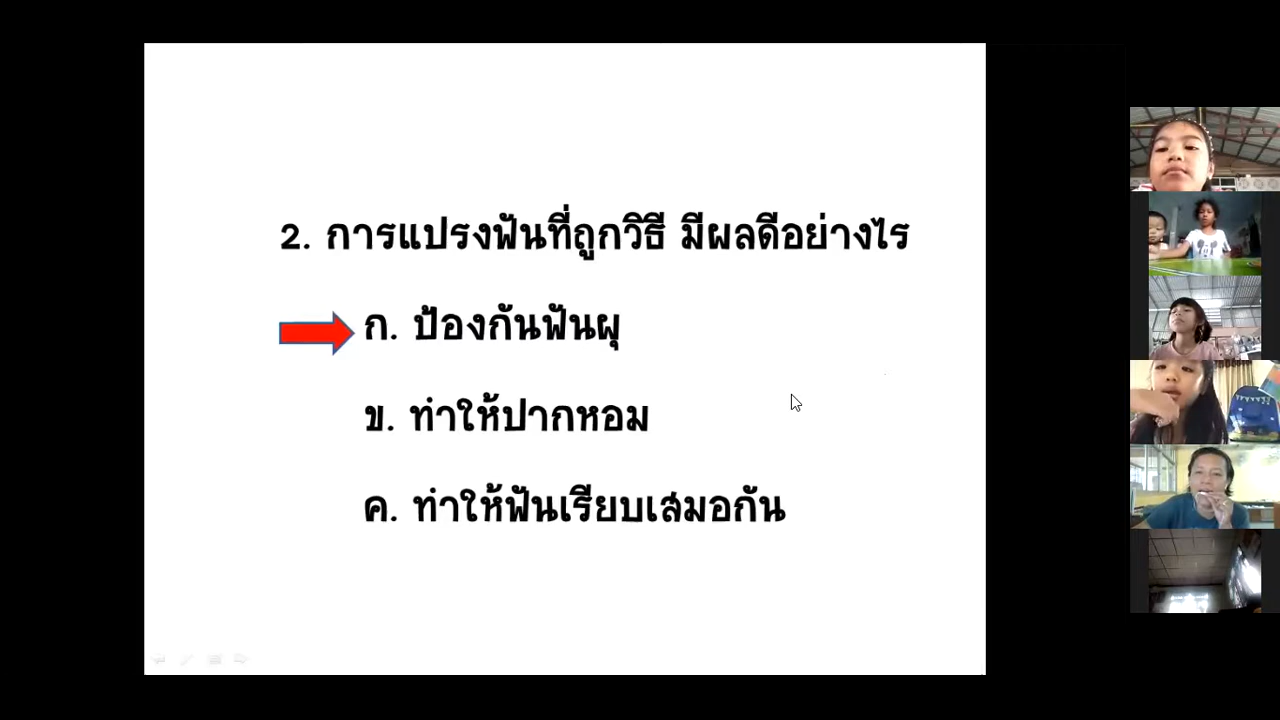 2. การแปรงฟันที่ถูกวิธี มีผลดีอย่างไร
ก. ป้องกันฟันผุ
ข. ทำให้ปากหอม
ค. ทำให้ฟันเรียบเสมอกัน